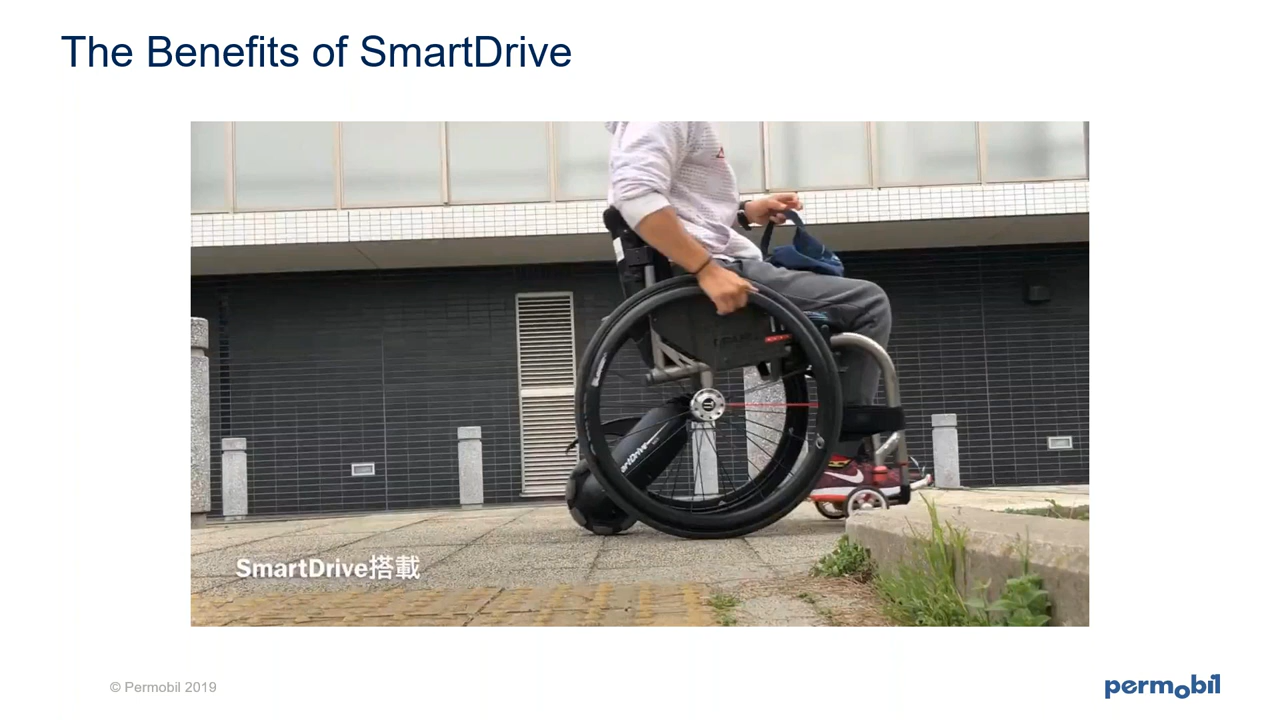 The Benefits of SmartDrive
SmartDrive搭載
© Permobil 2019
permobil